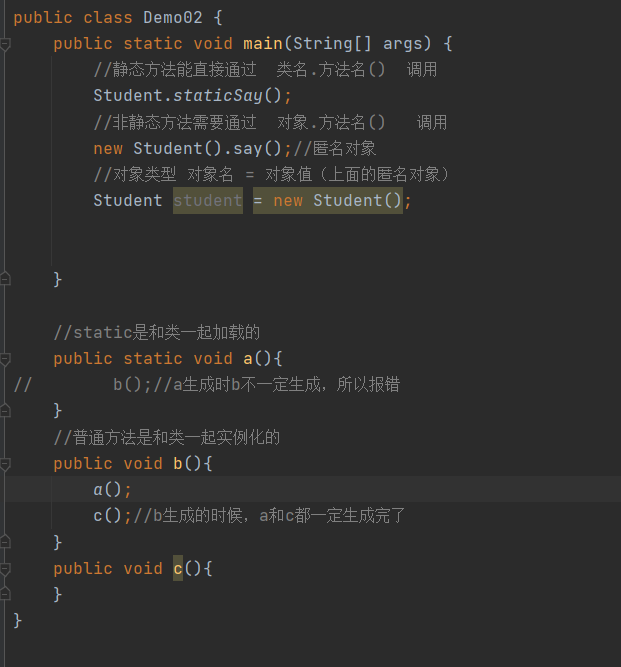 public class Demo02 {
    public static void main(String[] args) {
        //静态方法能直接通过  类名.方法名()  调用
        Student.staticSay();
        //非静态方法需要通过  对象.方法名()   调用
        new Student().say();//匿名对象
        //对象类型 对象名 = 对象值（上面的匿名对象）
        Student student = new Student();
    }
    //static是和类一起加载的
    public static void a(){
//        b();//a生成时b不一定生成，所以报错
    }
    //普通方法是和类一起实例化的
    public void b(){
        a();
        c();//b生成的时候，a和c都一定生成完了
    }
    public void c(){
    }
}